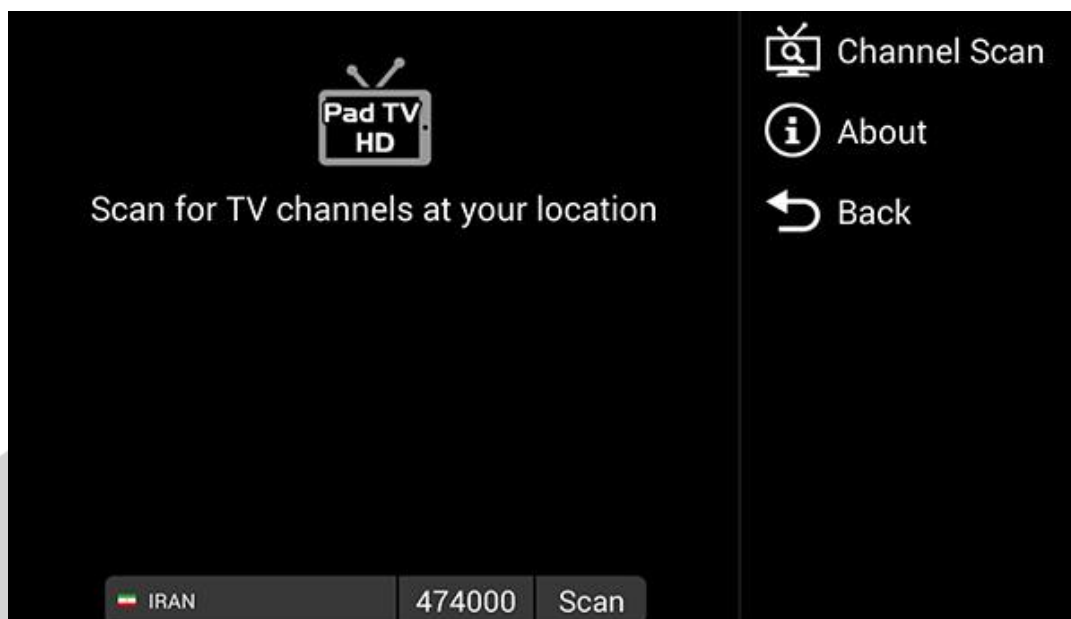 Pad TV
HD
Scan for TV channels at your location
IRAN
474000
Scan
Channel Scan
About
Back